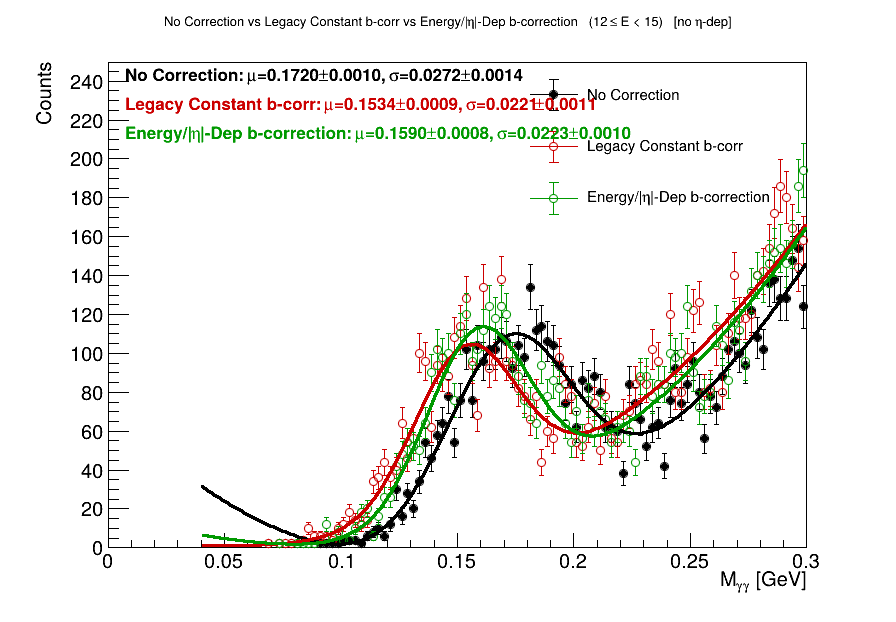 No Correction vs Legacy Constant b-corr vs Energy/|η|-Dep b-correction (12 ≤ E < 15) [no η-dep]
Counts
No Correction: μ=0.1720±0.0010, σ=0.0272±0.0014
Legacy Constant b-corr: μ=0.1534±0.0009, σ=0.0221±0.0011
Energy/|η|-Dep b-correction: μ=0.1590±0.0008, σ=0.0223±0.0010
No Correction
Legacy Constant b-corr
Energy/|η|-Dep b-correction
240
220
200
180
160
140
120
100
80
60
40
20
0
0 0.05 0.1 0.15 0.2 0.25 0.3
Mγγ [GeV]